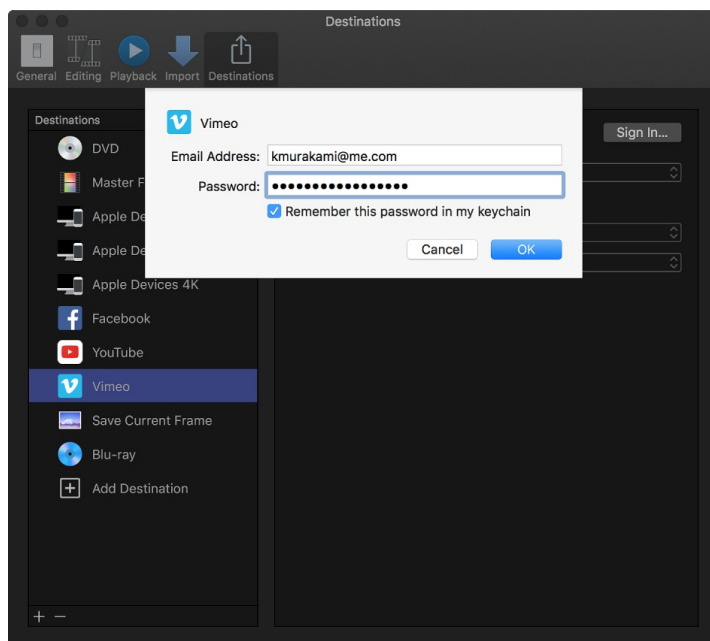 Destinations
General Editing Playback Import Destinations
Destinations
DVD
Master F
Apple De
Apple De
Apple Devices 4K
Facebook
YouTube
Vimeo
Save Current Frame
Blu-ray
Add Destination
+ −
Vimeo
Email Address: kmurakami@me.com
Password: •••••••••••••••••
Remember this password in my keychain
Cancel OK
Sign In...